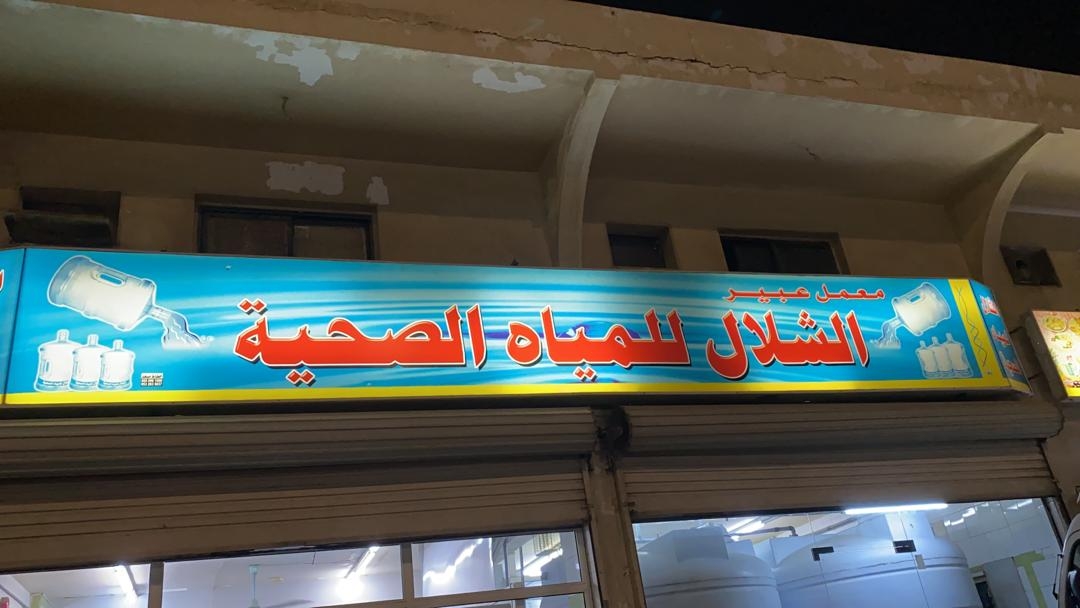 معمل عبير
الشلال للمياه الصحية